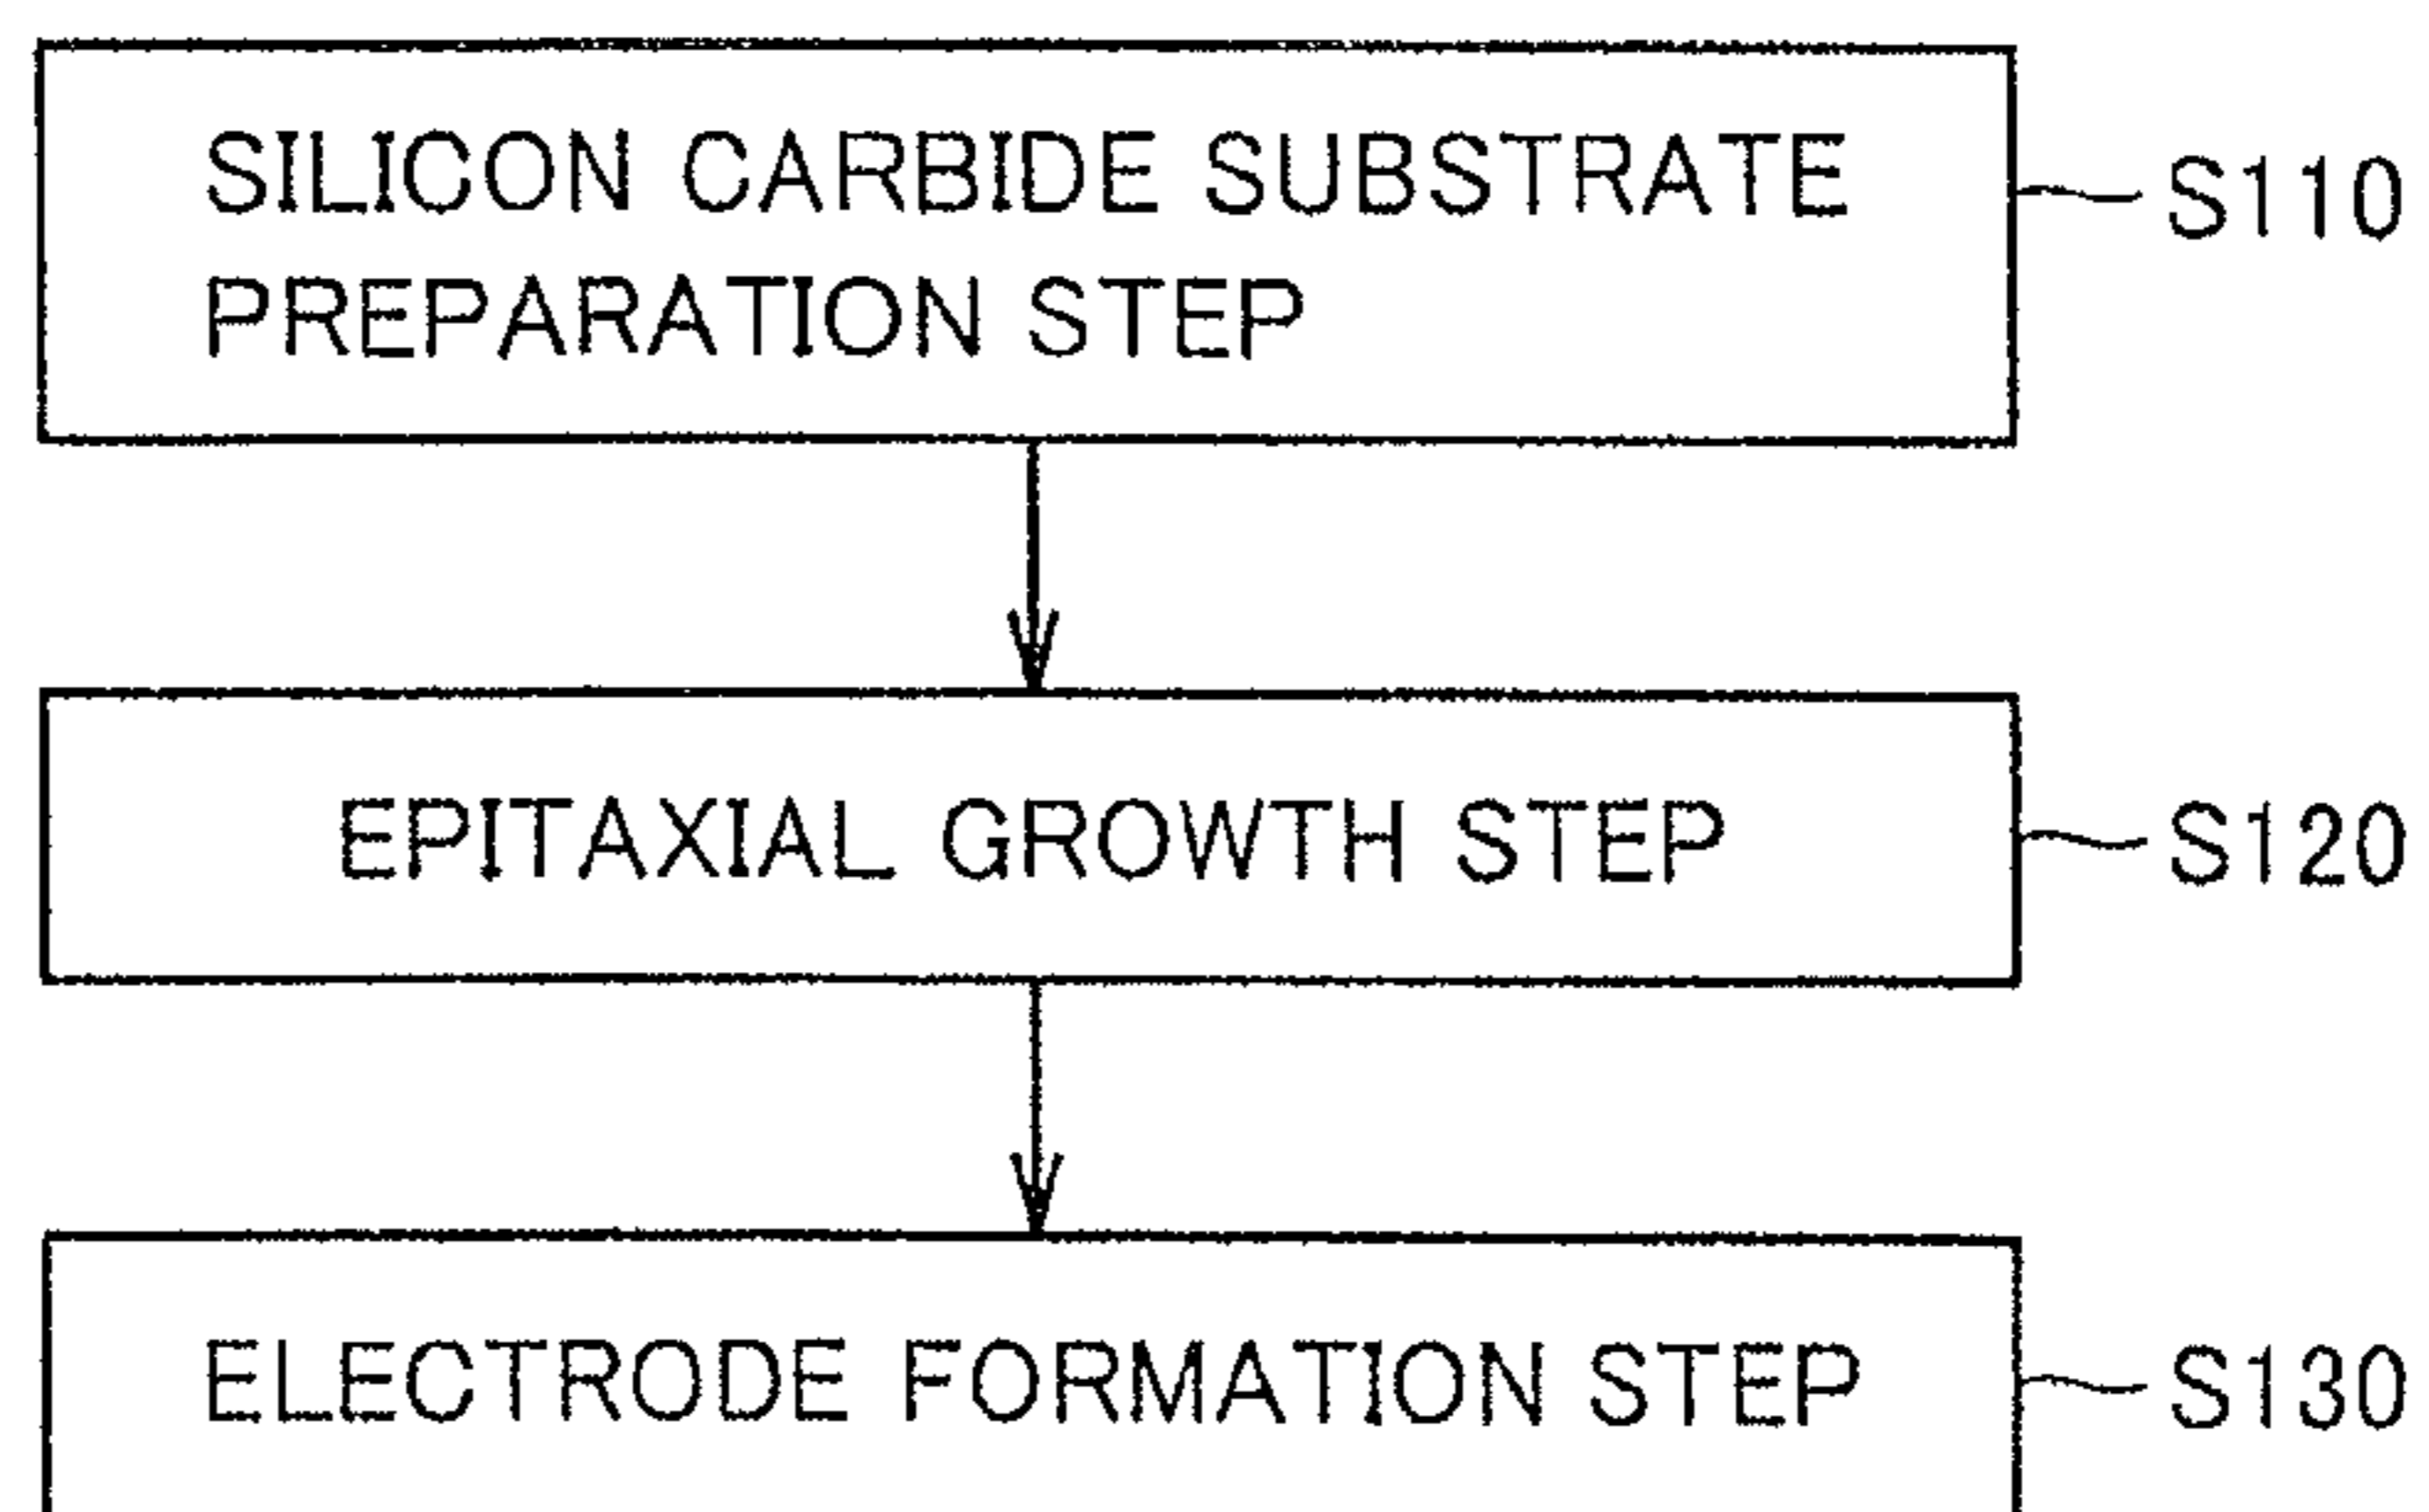 SILICON CARBIDE SUBSTRATE
PREPARATION STEP
S110
EPITAXIAL GROWTH STEP
S120
ELECTRODE FORMATION STEP
S130